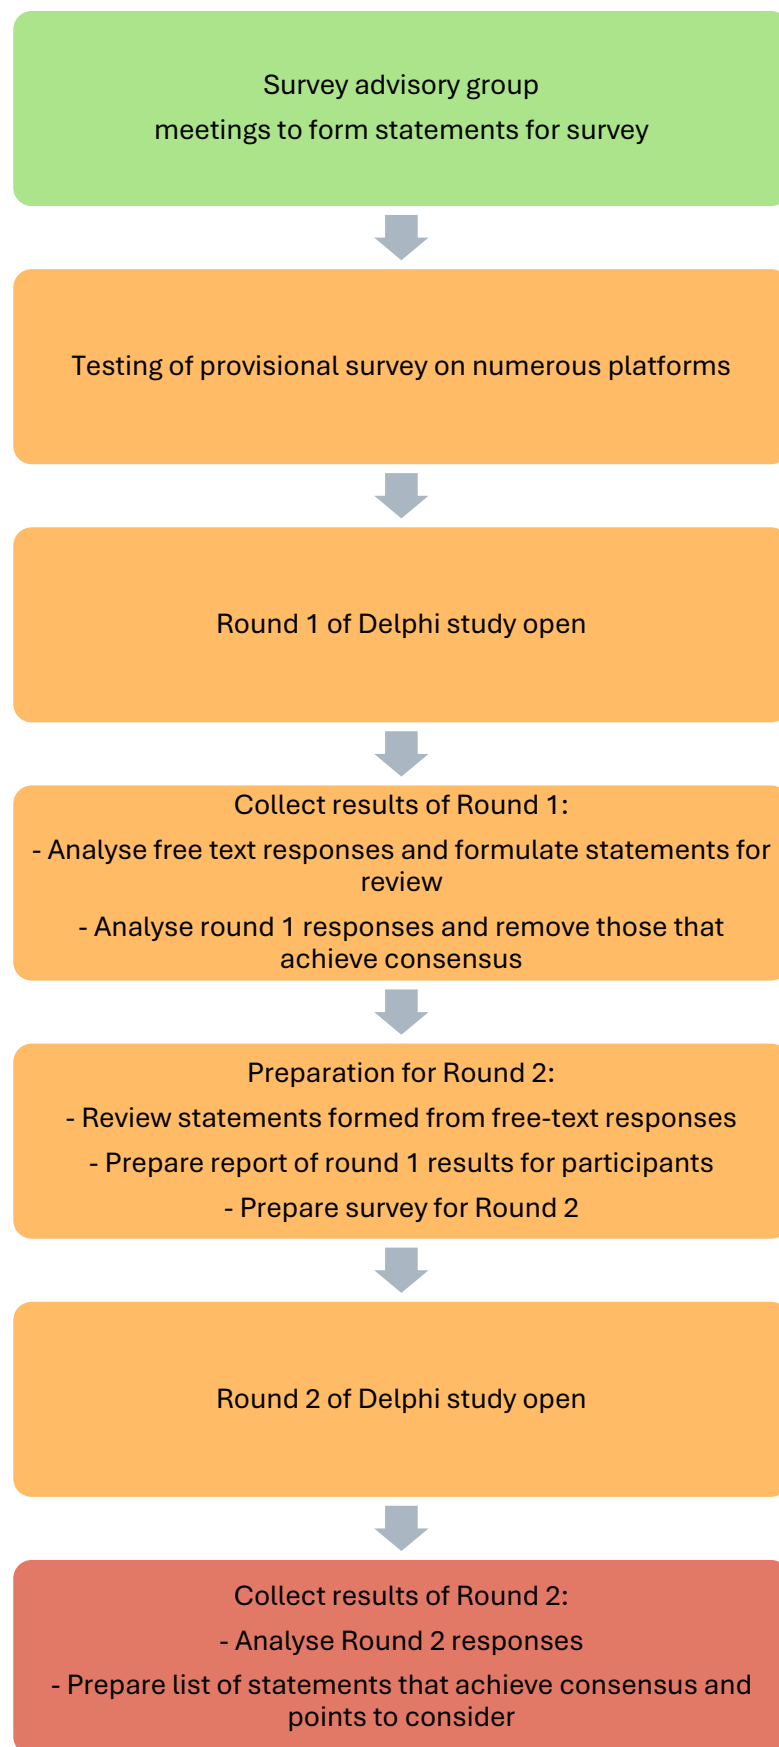 Survey advisory group
meetings to form statements for survey
Testing of provisional survey on numerous platforms
Round 1 of Delphi study open
Collect results of Round 1:
- Analyse free text responses and formulate statements for
review
- Analyse round 1 responses and remove those that
achieve consensus
Preparation for Round 2:
- Review statements formed from free-text responses
- Prepare report of round 1 results for participants
- Prepare survey for Round 2
Round 2 of Delphi study open
Collect results of Round 2:
- Analyse Round 2 responses
- Prepare list of statements that achieve consensus and
points to consider